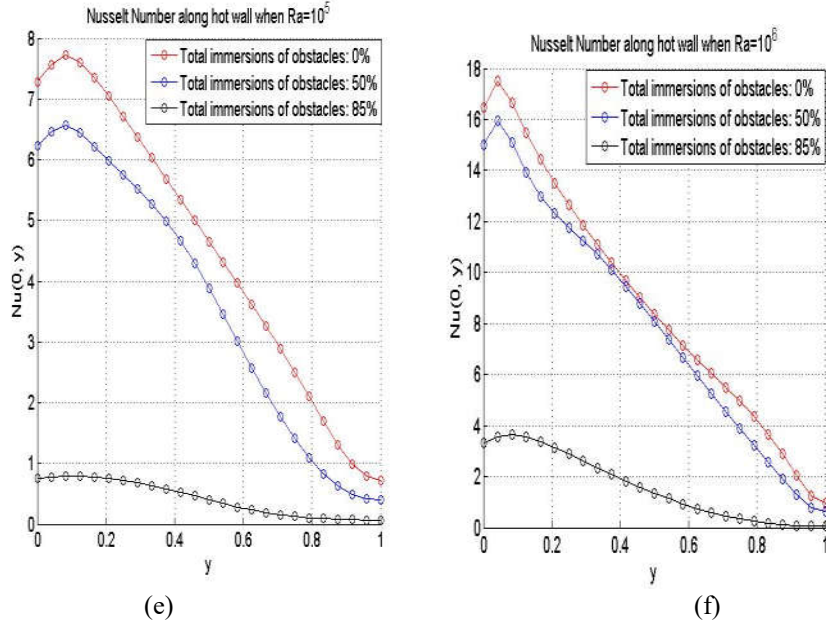 Nusselt Number along hot wall when Ra=10^5
Total immersions of obstacles: 0%
Total immersions of obstacles: 50%
Total immersions of obstacles: 85%
8
7
6
5
4
3
2
1
0
Nu(0, y)
0
0.2
0.4
0.6
0.8
1
y
(e)
Nusselt Number along hot wall when Ra=10^6
Total immersions of obstacles: 0%
Total immersions of obstacles: 50%
Total immersions of obstacles: 85%
18
16
14
12
10
8
6
4
2
0
Nu(0, y)
0
0.2
0.4
0.6
0.8
1
y
(f)